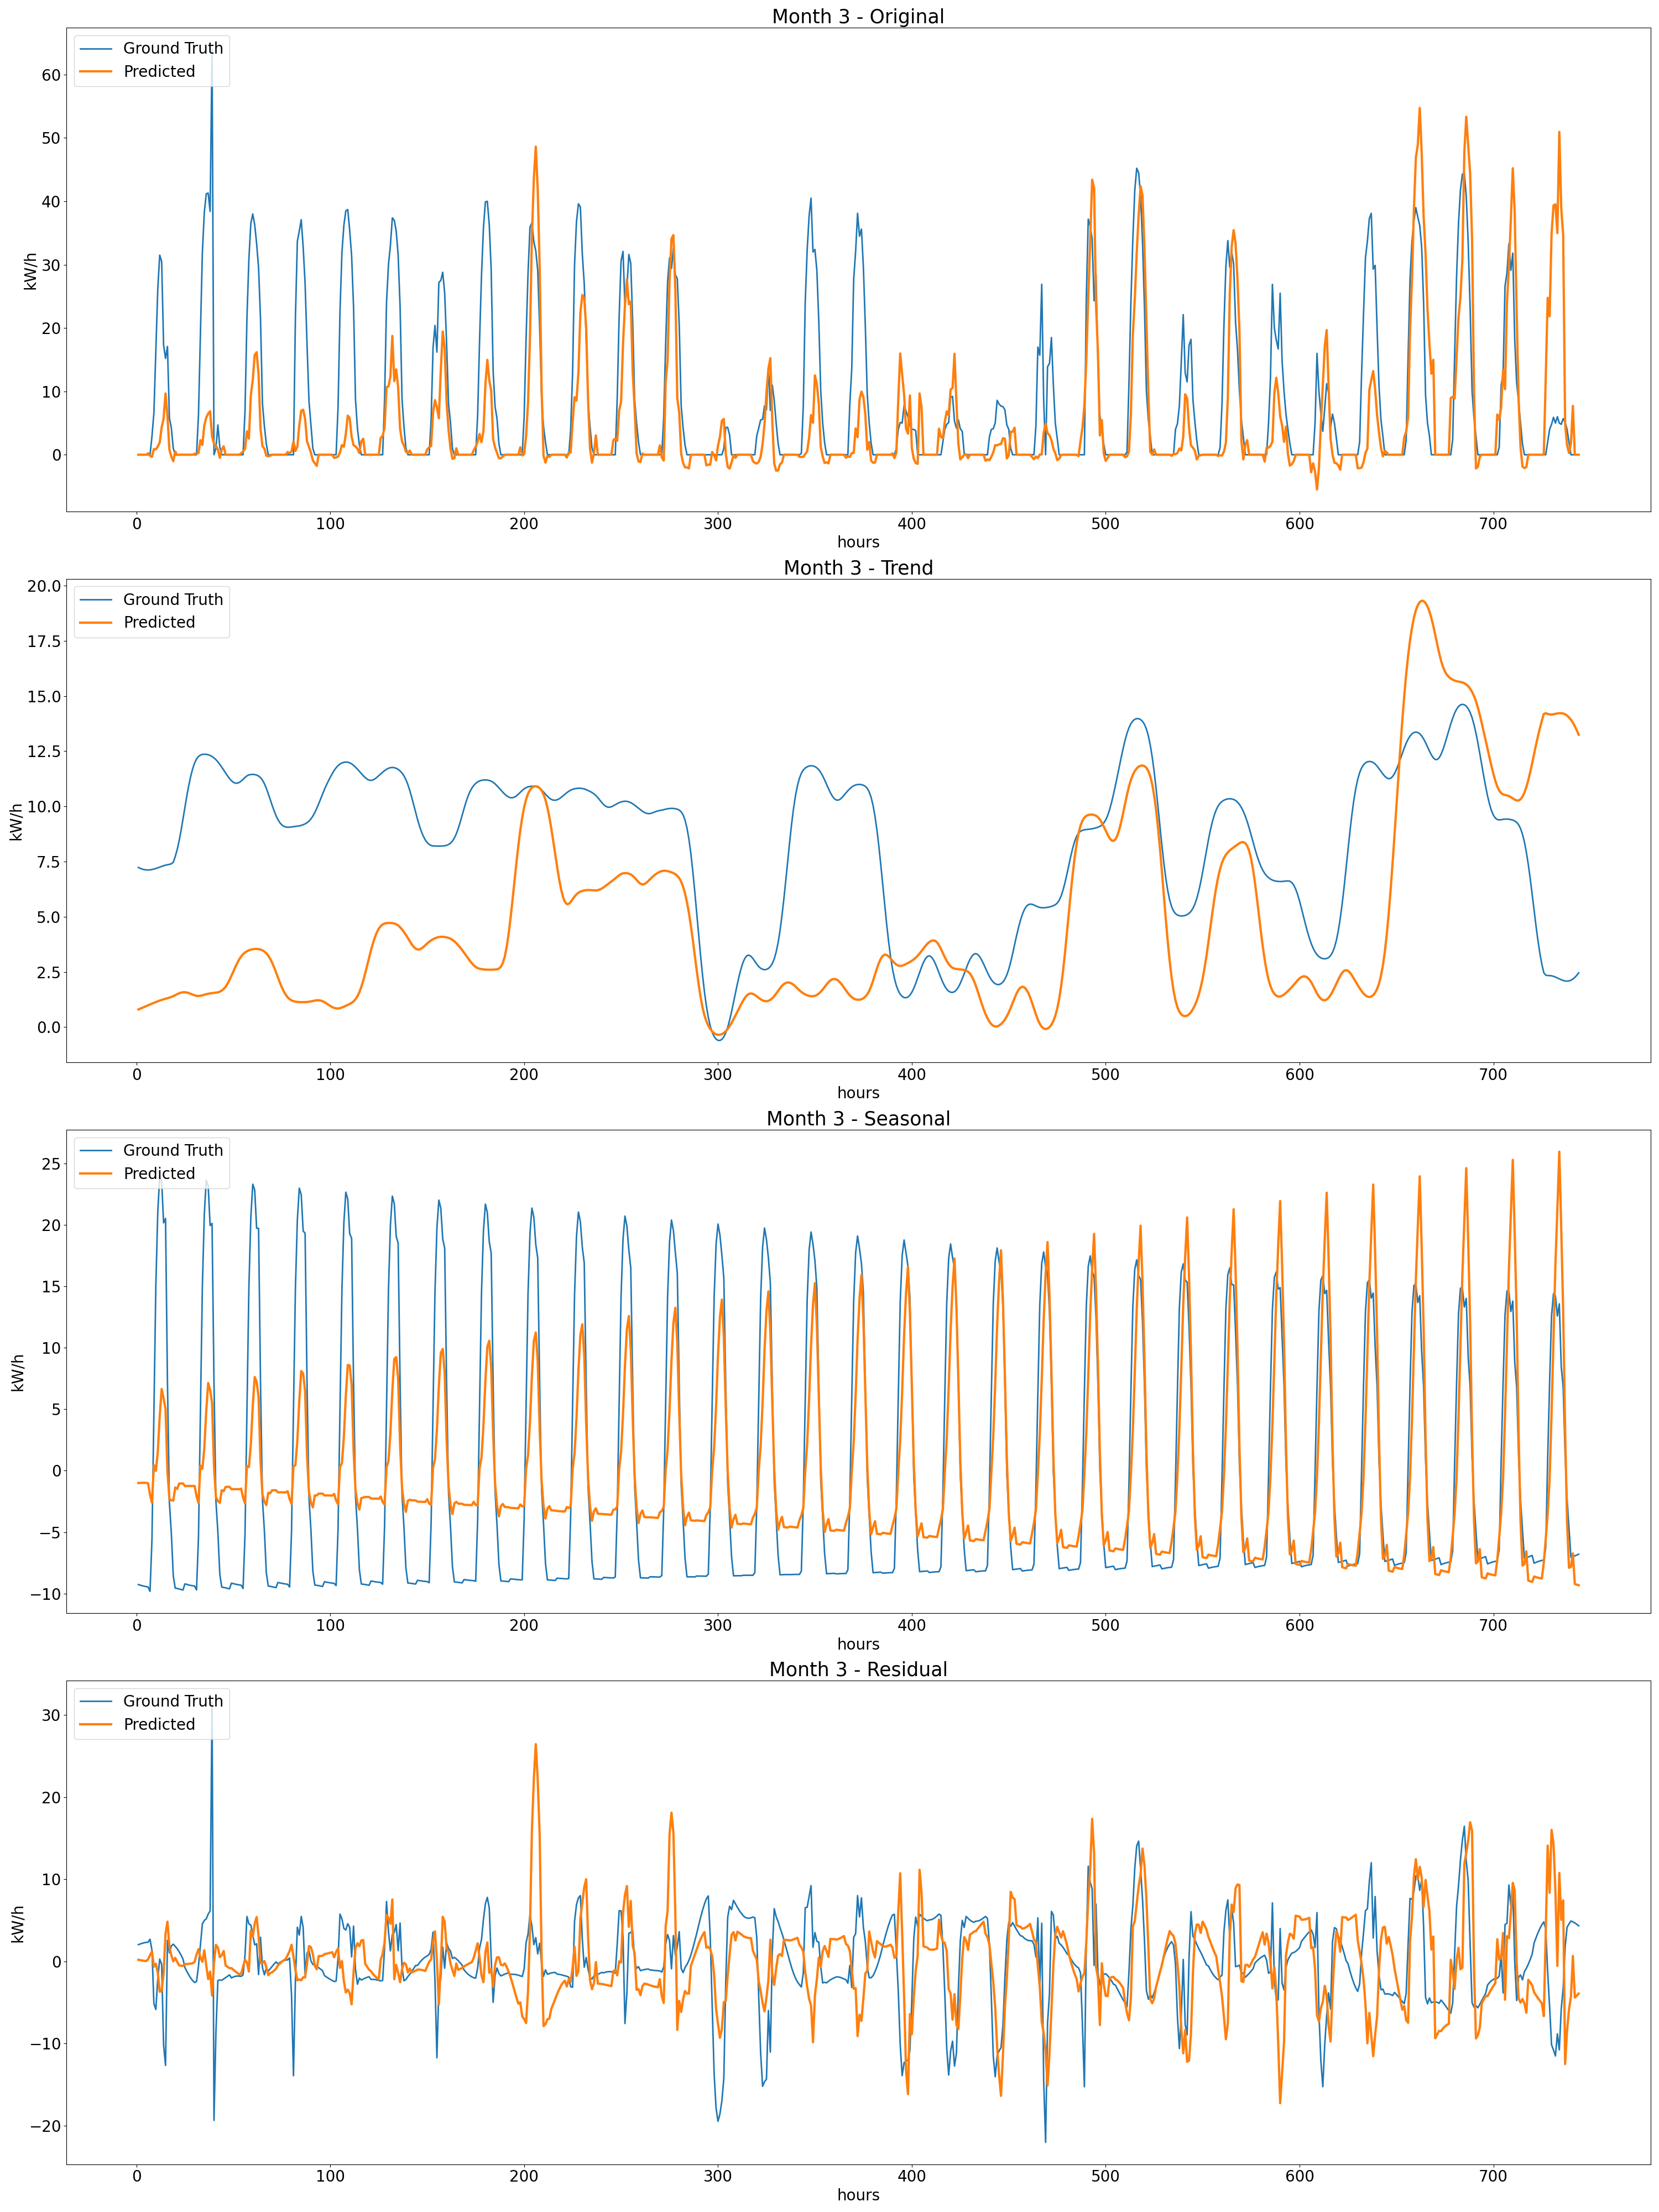 Month 3 - Original
Ground Truth
Predicted
60
50
40
30
20
10
0
kW/h
0 100 200 300 400 500 600 700
hours
Month 3 - Trend
Ground Truth
Predicted
20.0
17.5
15.0
12.5
10.0
7.5
5.0
2.5
0.0
kW/h
0 100 200 300 400 500 600 700
hours
Month 3 - Seasonal
Ground Truth
Predicted
25
20
15
10
5
0
−5
−10
kW/h
0 100 200 300 400 500 600 700
hours
Month 3 - Residual
Ground Truth
Predicted
30
20
10
0
−10
−20
kW/h
0 100 200 300 400 500 600 700
hours